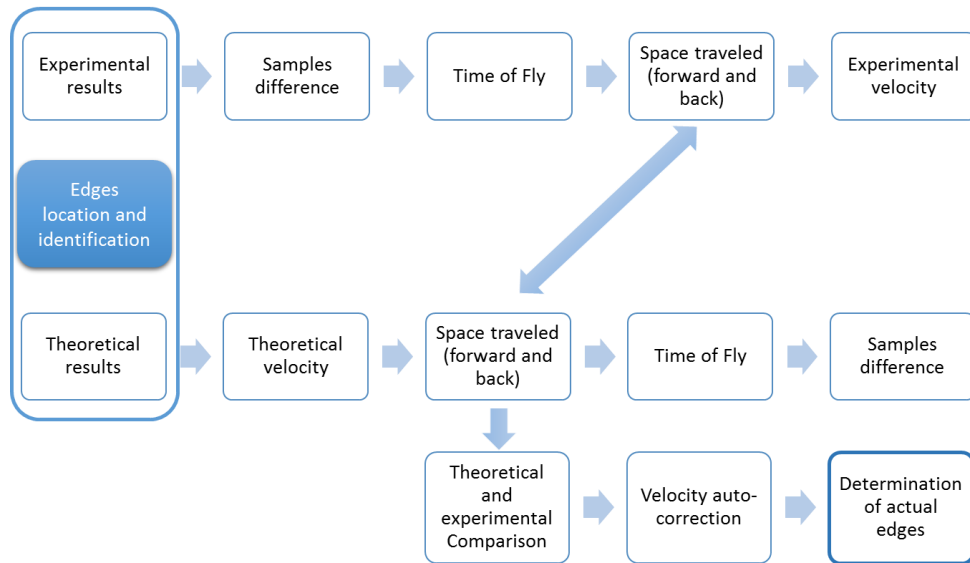 Experimental
results
Samples
difference
Time of Fly
Space traveled
(forward and
back)
Experimental
velocity
Edges
location and
identification
Theoretical
results
Theoretical
velocity
Space traveled
(forward and
back)
Time of Fly
Samples
difference
Theoretical
and
experimental
Comparison
Velocity auto-
correction
Determination
of actual
edges